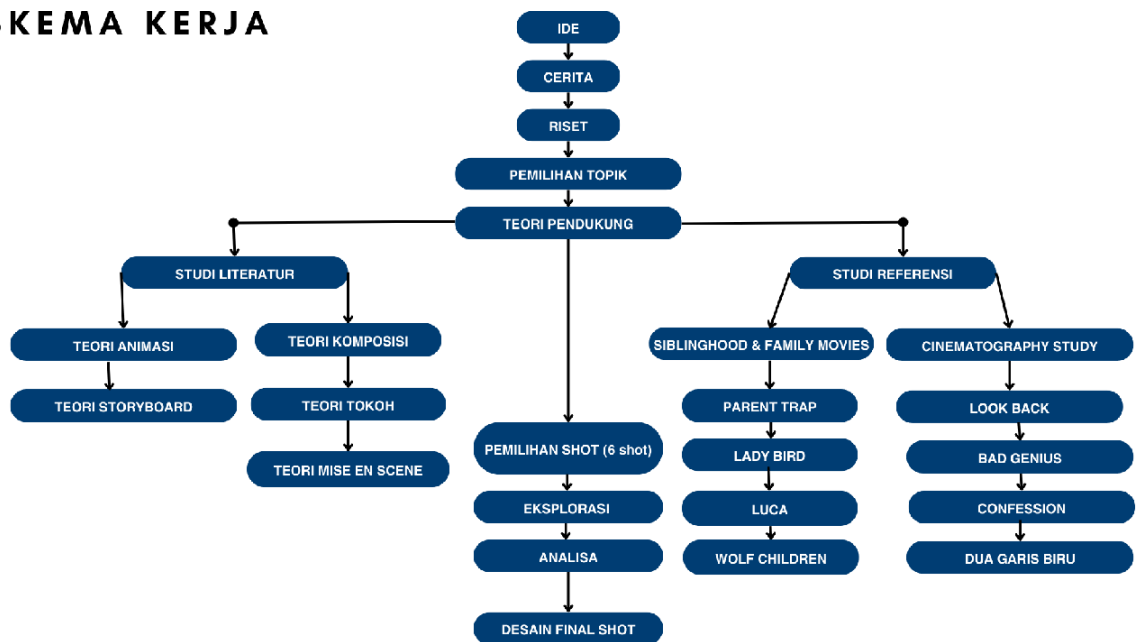 SKEMA KERJA
IDE
CERITA
RISET
PEMILIHAN TOPIK
TEORI PENDUKUNG
STUDI LITERATUR
TEORI ANIMASI
TEORI STORYBOARD
TEORI KOMPOSISI
TEORI TOKOH
TEORI MISE EN SCENE
PEMILIHAN SHOT (6 shot)
EKSPLORASI
ANALISA
DESAIN FINAL SHOT
STUDI REFERENSI
SIBLINGHOOD & FAMILY MOVIES
PARENT TRAP
LADY BIRD
LUCA
WOLF CHILDREN
CINEMATOGRAPHY STUDY
LOOK BACK
BAD GENIUS
CONFESSION
DUA GARIS BIRU